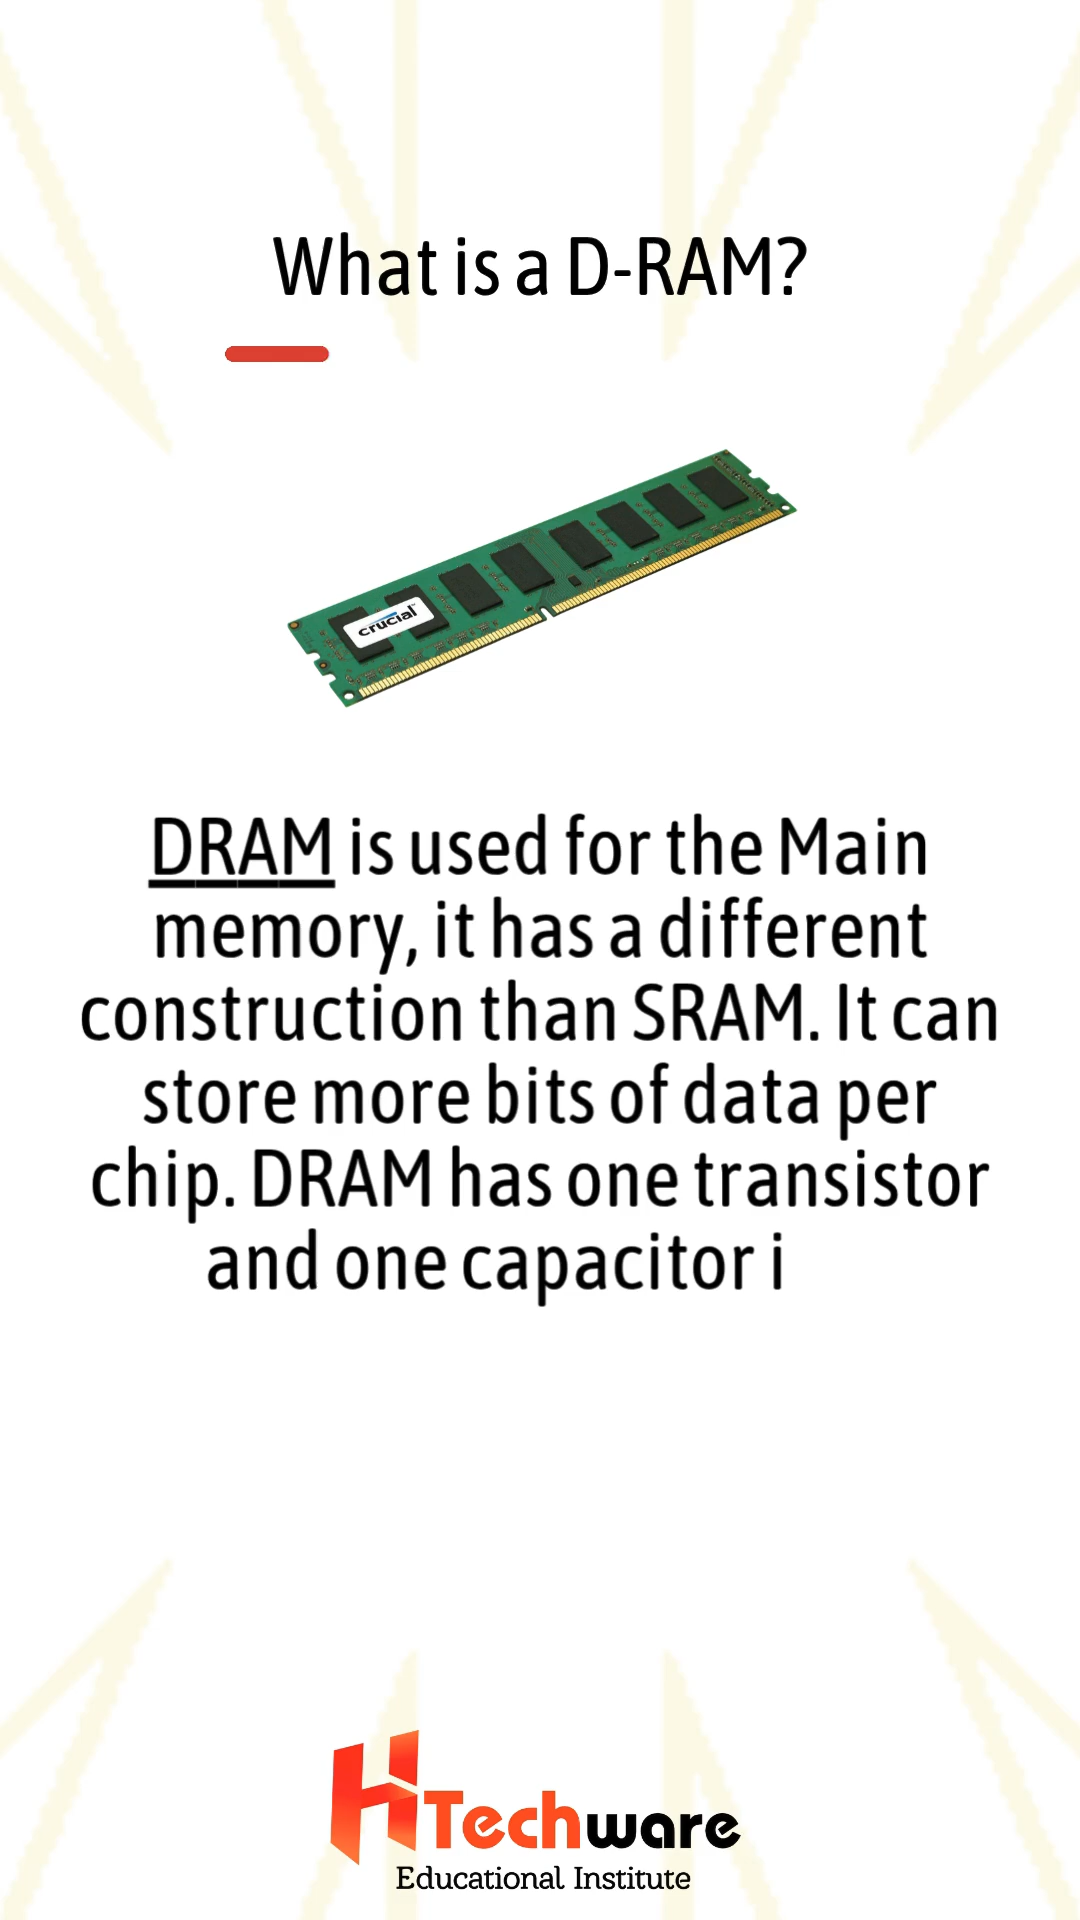 What is a D-RAM?
crucial
DRAM is used for the Main
memory, it has a different
construction than SRAM. It can
store more bits of data per
chip. DRAM has one transistor
and one capacitor i
H Techware
Educational Institute